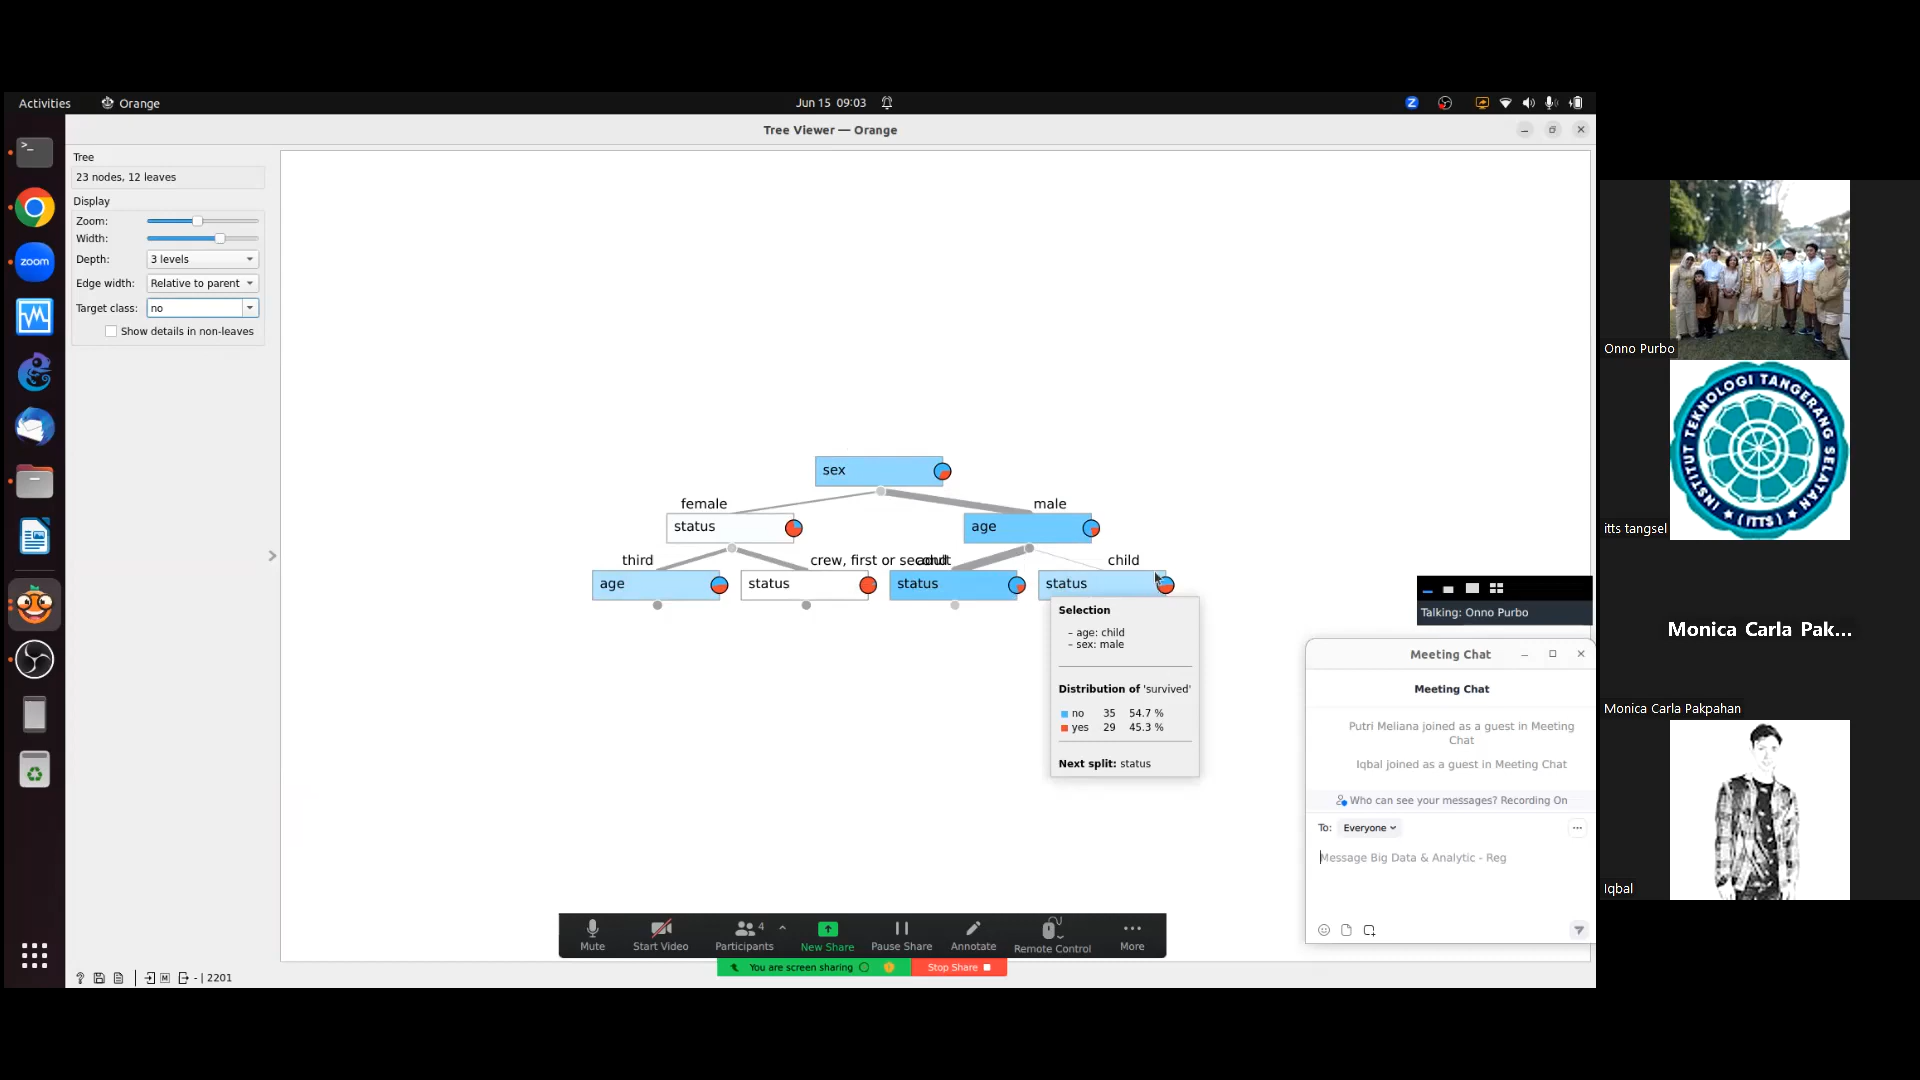 Activities
Orange
Jun 15 09:03
Z
Tree Viewer — Orange
Tree
23 nodes, 12 leaves
Display
Zoom:
Width:
Depth: 3 levels
Edge width: Relative to parent
Target class: no
Show details in non-leaves
zoom
sex
female
male
status
age
third
crew, first or second
child
age
status
status
status
Selection
– age: child
– sex: male
Distribution of 'survived'
no 35 54.7 %
yes 29 45.3 %
Next split: status
Talking: Onno Purbo
Meeting Chat
Meeting Chat
Putri Meliana joined as a guest in Meeting
Chat
Iqbal joined as a guest in Meeting Chat
Who can see your messages? Recording On
To: Everyone
Message Big Data & Analytic - Reg
Mute
Start Video
4
Participants
New Share
Pause Share
Annotate
Remote Control
More
You are screen sharing
Stop Share
? M - | 2201
Onno Purbo
INSTITUT TEKNOLOGI TANGERANG SELATAN
(ITTS)
itts tangsel
Monica Carla Pak...
Monica Carla Pakpahan
Iqbal